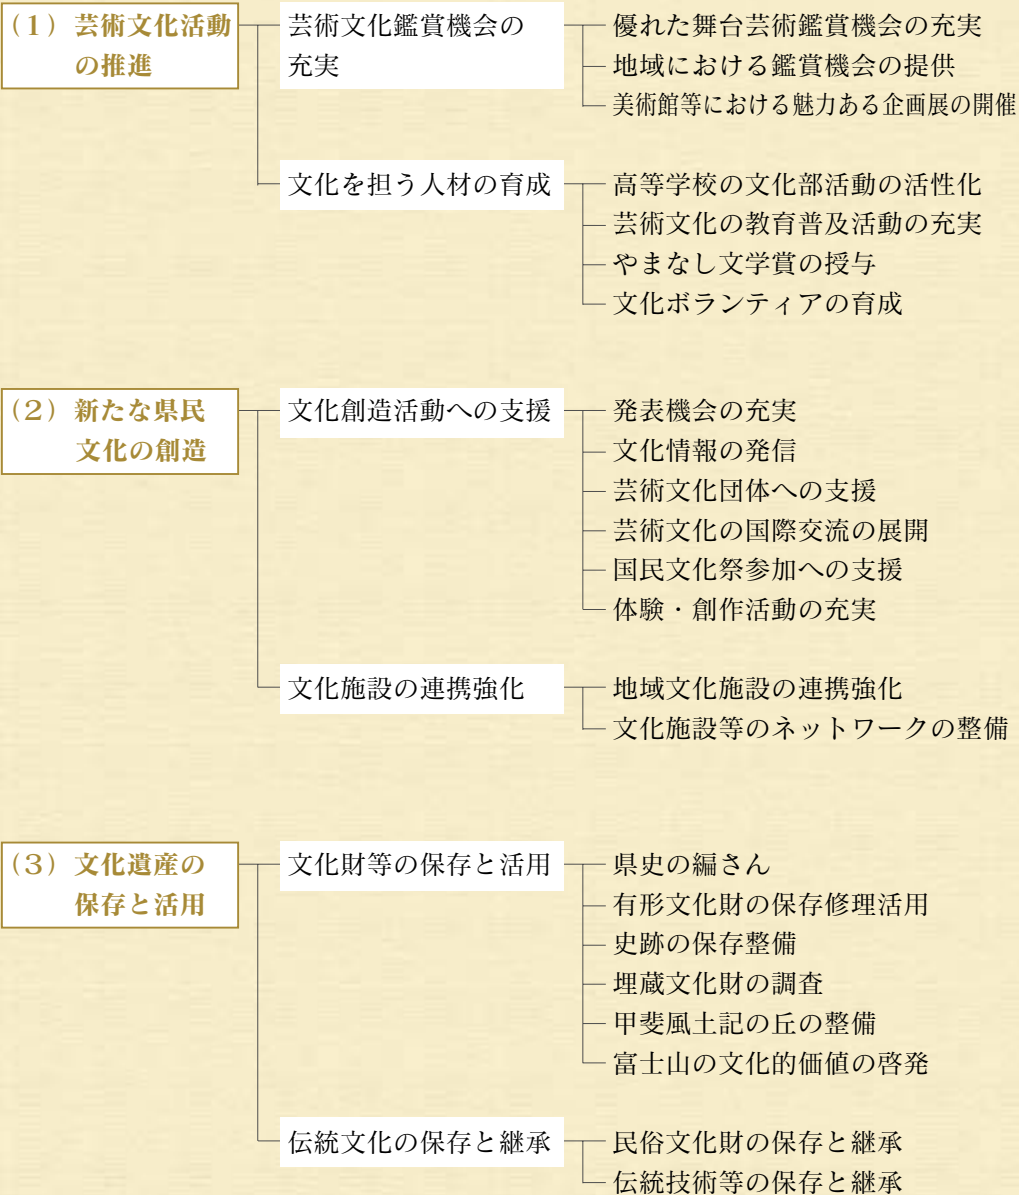 (1) 芸術文化活動
の推進
芸術文化鑑賞機会の
充実
優れた舞台芸術鑑賞機会の充実
地域における鑑賞機会の提供
美術館等における魅力ある企画展の開催
文化を担う人材の育成
高等学校の文化部活動の活性化
芸術文化の教育普及活動の充実
やまなし文学賞の授与
文化ボランティアの育成
(2) 新たな県民
文化の創造
文化創造活動への支援
発表機会の充実
文化情報の発信
芸術文化団体への支援
芸術文化の国際交流の展開
国民文化祭参加への支援
体験・創作活動の充実
文化施設の連携強化
地域文化施設の連携強化
文化施設等のネットワークの整備
(3) 文化遺産の
保存と活用
文化財等の保存と活用
県史の編さん
有形文化財の保存修理活用
史跡の保存整備
埋蔵文化財の調査
甲斐風土記の丘の整備
富士山の文化的価値の啓発
伝統文化の保存と継承
民俗文化財の保存と継承
伝統技術等の保存と継承